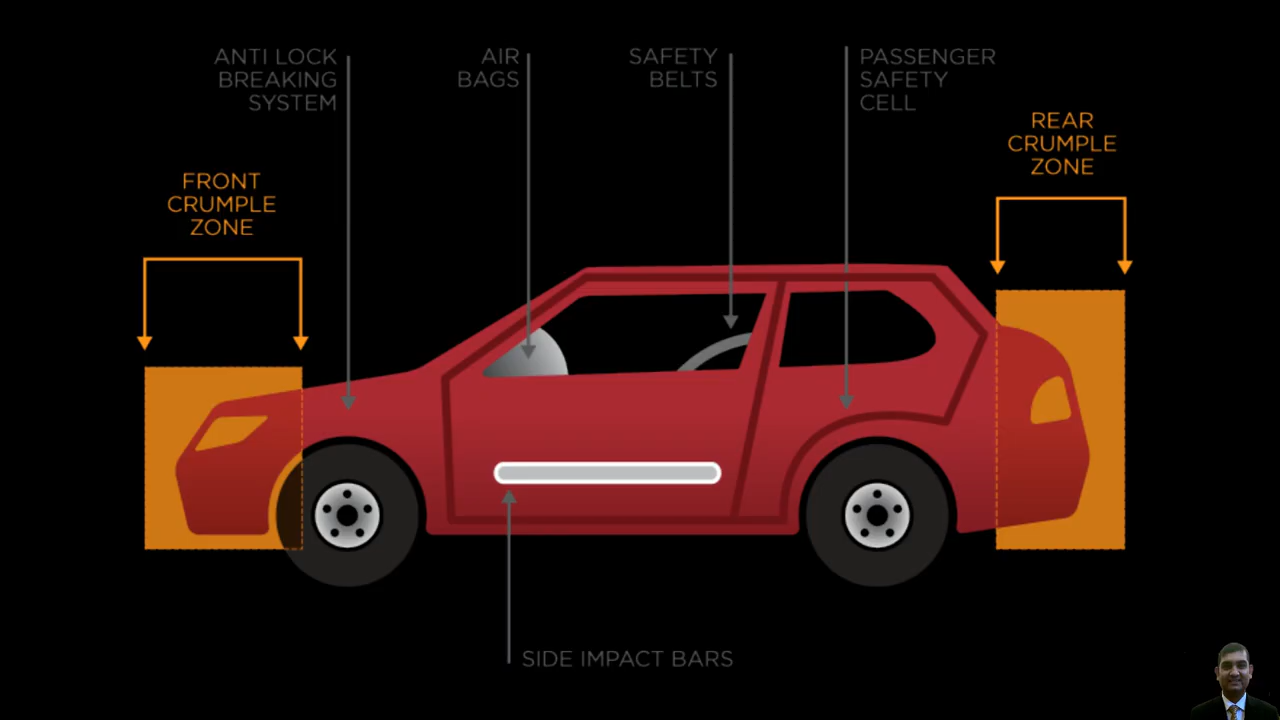 ANTI LOCK
BREAKING
SYSTEM
AIR
BAGS
SAFETY
BELTS
PASSENGER
SAFETY
CELL
REAR
CRUMPLE
ZONE
FRONT
CRUMPLE
ZONE
SIDE IMPACT BARS